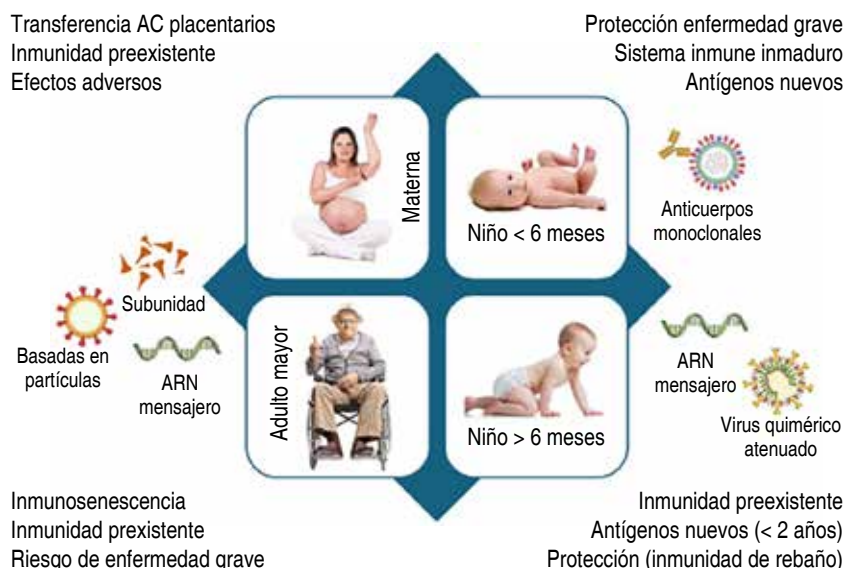 Transferencia AC placentarios
Inmunidad preexistente
Efectos adversos
Protección enfermedad grave
Sistema inmune inmaduro
Antígenos nuevos
Materna
Niño < 6 meses
Anticuerpos
monoclonales
Subunidad
Basadas en
partículas
ARN
mensajero
Adulto mayor
Niño > 6 meses
ARN
mensajero
Virus quimérico
atenuado
Inmunosenescencia
Inmunidad prexistente
Riesgo de enfermedad grave
Inmunidad preexistente
Antígenos nuevos (< 2 años)
Protección (inmunidad de rebaño)